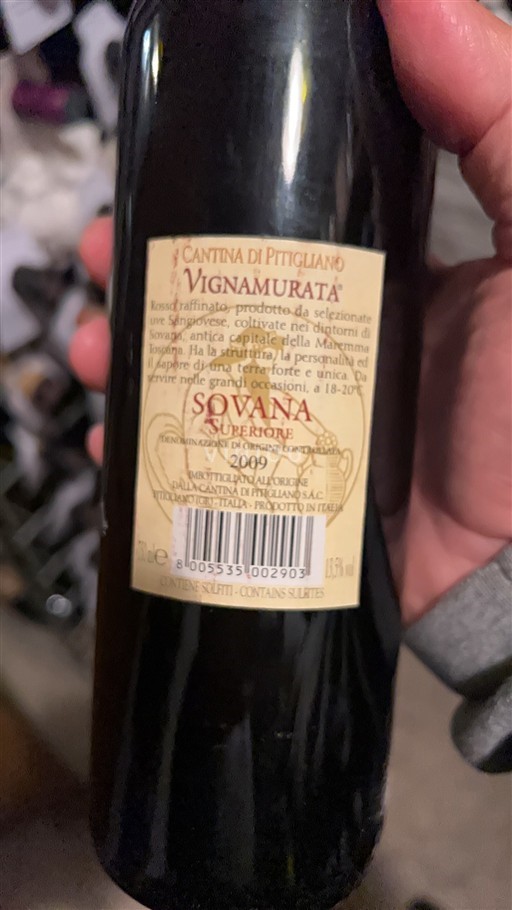 CANTINA DI PITIGLIANO
VIGNAMURATA®
Rosso raffinato, prodotto da selezionate
uve Sangiovese, coltivate nei dintorni di
Sovana, antica capitale della Maremma
Toscana. Ha la struttura, la personalità ed
il sapore di una terra forte e unica. Da
servire nelle grandi occasioni, a 18-20°C
SOVANA
SUPERIORE
DENOMINAZIONE DI ORIGINE CONTROLLATA
2009
IMBOTTIGLIATO ALL'ORIGINE
DALLA CANTINA DI PITIGLIANO S.A.C.
PITIGLIANO (GR) - ITALIA - PRODOTTO IN ITALIA
8 005535 002903
13,5% vol
CONTIENE SOLFITI - CONTAINS SULFITES